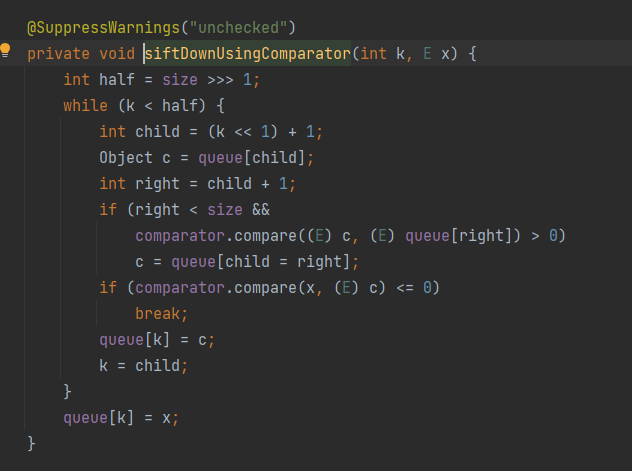 @SuppressWarnings("unchecked")
private void siftDownUsingComparator(int k, E x) {
int half = size >>> 1;
while (k < half) {
int child = (k << 1) + 1;
Object c = queue[child];
int right = child + 1;
if (right < size &&
comparator.compare((E) c, (E) queue[right]) > 0)
c = queue[child = right];
if (comparator.compare(x, (E) c) <= 0)
break;
queue[k] = c;
k = child;
}
queue[k] = x;
}